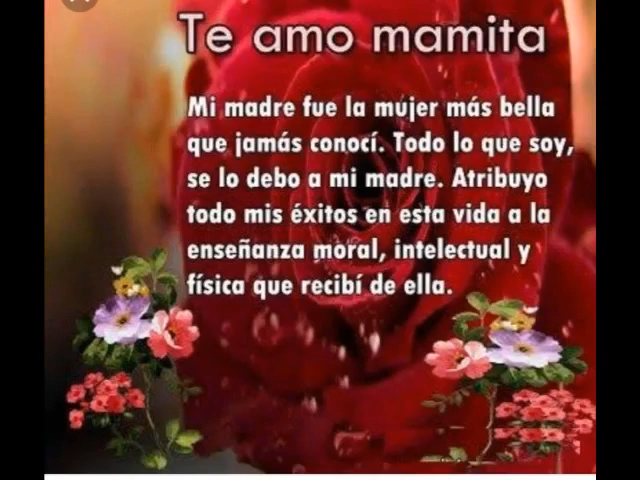 Te amo mamita
Mi madre fue la mujer más bella
que jamás conocí. Todo lo que soy,
se lo debo a mi madre. Atribuyo
todo mis éxitos en esta vida a la
enseñanza moral, intelectual y
física que recibí de ella.